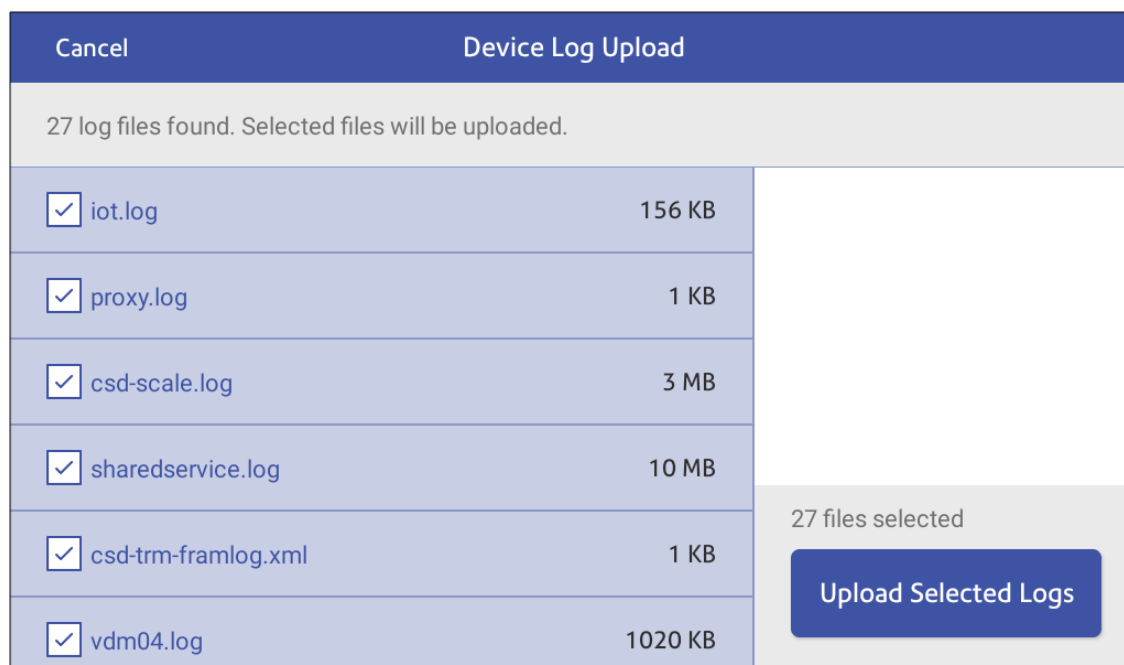 Cancel Device Log Upload
27 log files found. Selected files will be uploaded.
iot.log 156 KB
proxy.log 1 KB
csd-scale.log 3 MB
sharedservice.log 10 MB
csd-trm-framlog.xml 1 KB
vdm04.log 1020 KB
27 files selected
Upload Selected Logs